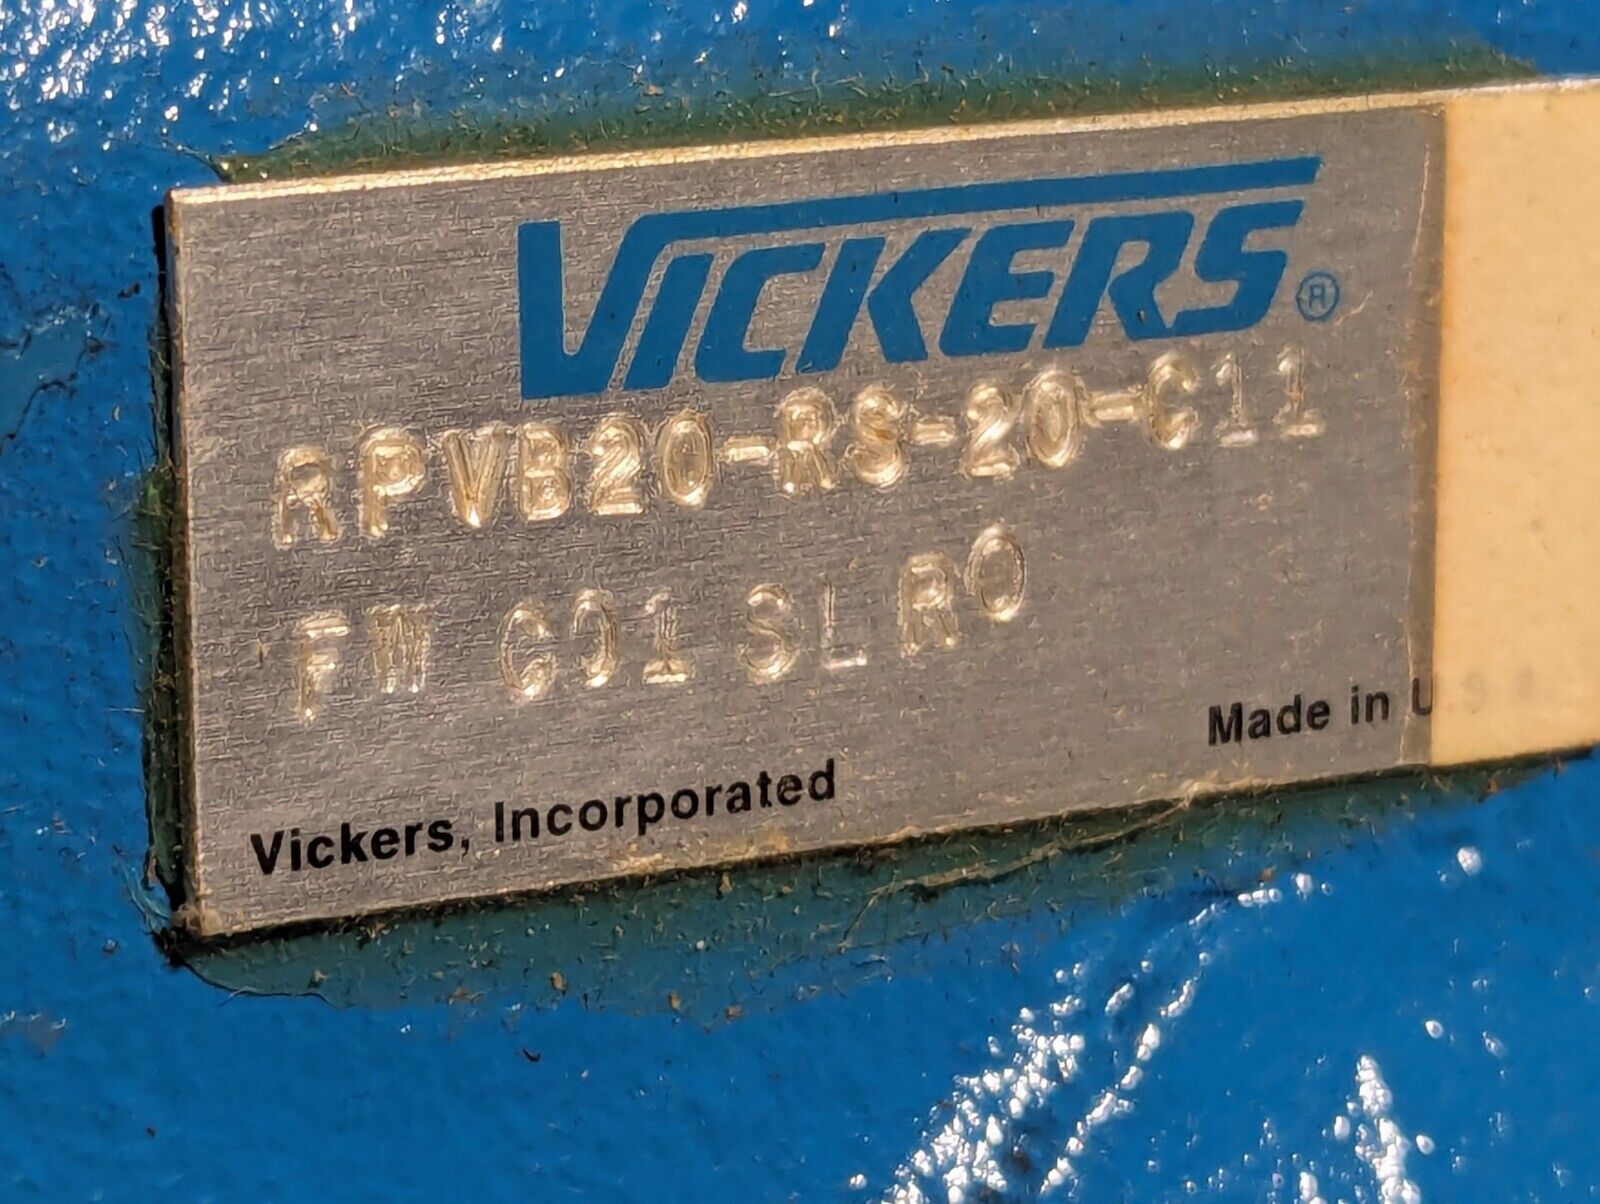 VICKERS®
RPVB20-RS-20-C11
FW C01 SL R0
Made in U.S.A.
Vickers, Incorporated